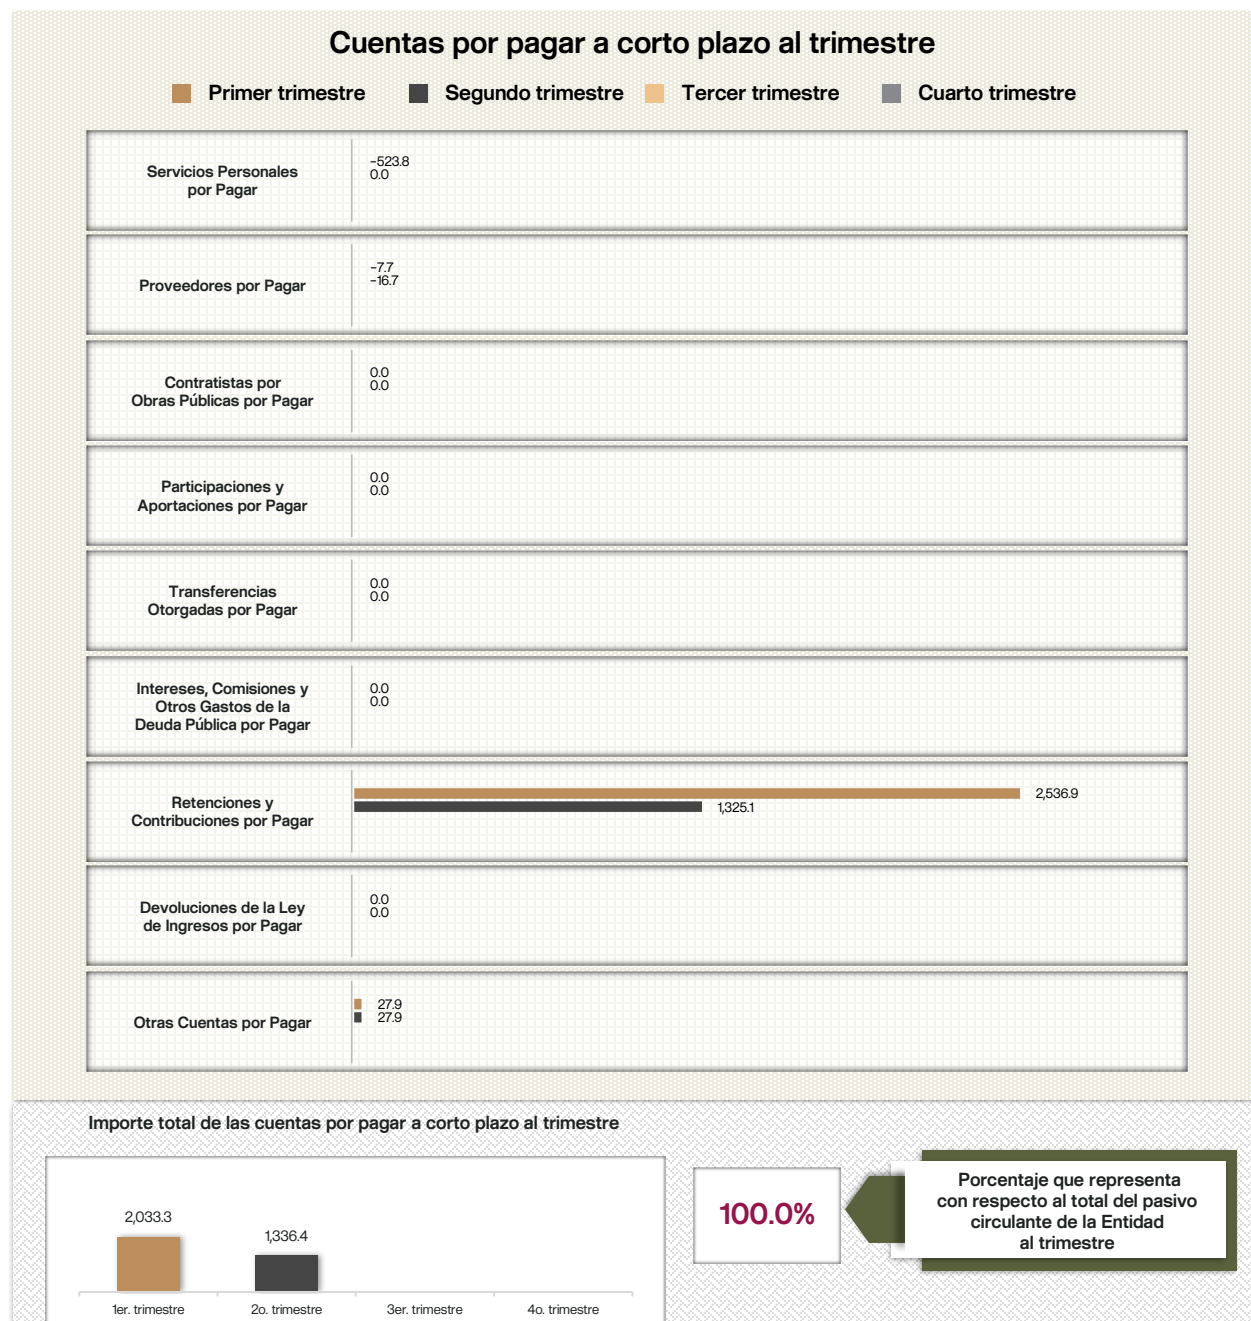 Cuentas por pagar a corto plazo al trimestre
Primer trimestre Segundo trimestre Tercer trimestre Cuarto trimestre
Servicios Personales
por Pagar
-523.8
0.0
Proveedores por Pagar
-7.7
-16.7
Contratistas por
Obras Públicas por Pagar
0.0
0.0
Participaciones y
Aportaciones por Pagar
0.0
0.0
Transferencias
Otorgadas por Pagar
0.0
0.0
Intereses, Comisiones y
Otros Gastos de la
Deuda Pública por Pagar
0.0
0.0
Retenciones y
Contribuciones por Pagar
2,536.9
1,325.1
Devoluciones de la Ley
de Ingresos por Pagar
0.0
0.0
Otras Cuentas por Pagar
27.9
27.9
Importe total de las cuentas por pagar a corto plazo al trimestre
2,033.3
1,336.4
1er. trimestre 2o. trimestre 3er. trimestre 4o. trimestre
100.0%
Porcentaje que representa
con respecto al total del pasivo
circulante de la Entidad
al trimestre